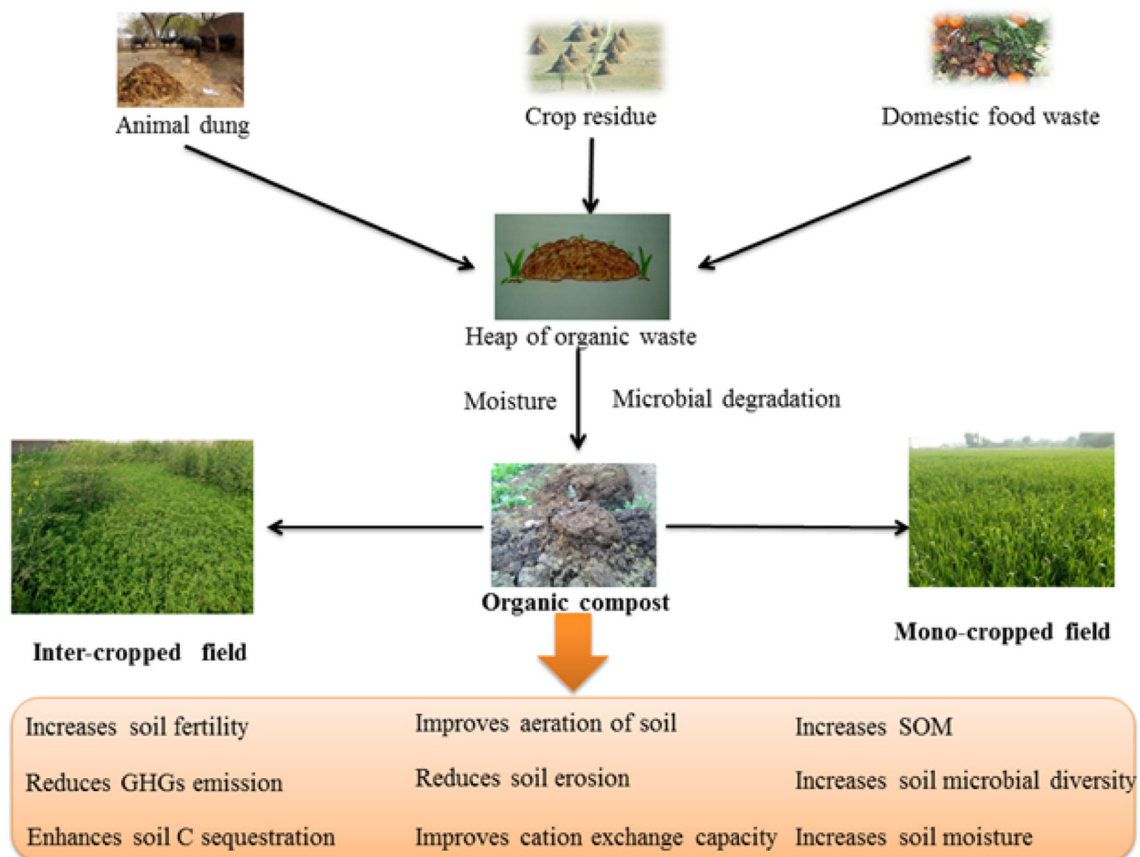 Animal dung
Crop residue
Domestic food waste
Heap of organic waste
Moisture
Microbial degradation
Organic compost
Inter-cropped field
Mono-cropped field
Increases soil fertility
Improves aeration of soil
Increases SOM
Reduces GHGs emission
Reduces soil erosion
Increases soil microbial diversity
Enhances soil C sequestration
Improves cation exchange capacity
Increases soil moisture